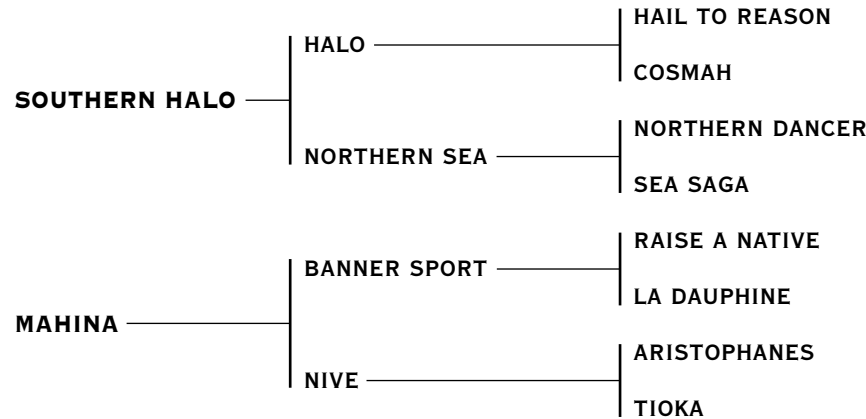 HAIL TO REASON
HALO
COSMAH
SOUTHERN HALO
NORTHERN DANCER
NORTHERN SEA
SEA SAGA
RAISE A NATIVE
BANNER SPORT
LA DAUPHINE
MAHINA
ARISTOPHANES
NIVE
TIOKA